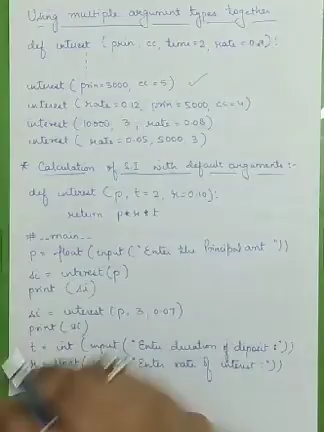 Using multiple argument types together
def interest (prin, cc, time=2, rate = 0.09):
interest (prin=3000, cc=5) ✓
interest (rate=0.12, prin=5000, cc=4)
interest (10000, 3, rate=0.08)
interest (rate=0.05, 5000, 3)
* Calculation of S.I with default arguments:-
def interest (p, t=2, r=0.10):
return p*r*t
# __main__
p = float (input ("Enter the Principal amt "))
si = interest (p)
print (si)
si = interest (p, 3, 0.07)
print (si)
t = int (input ("Enter duration of deposit :"))
("Enter rate of interest :"))